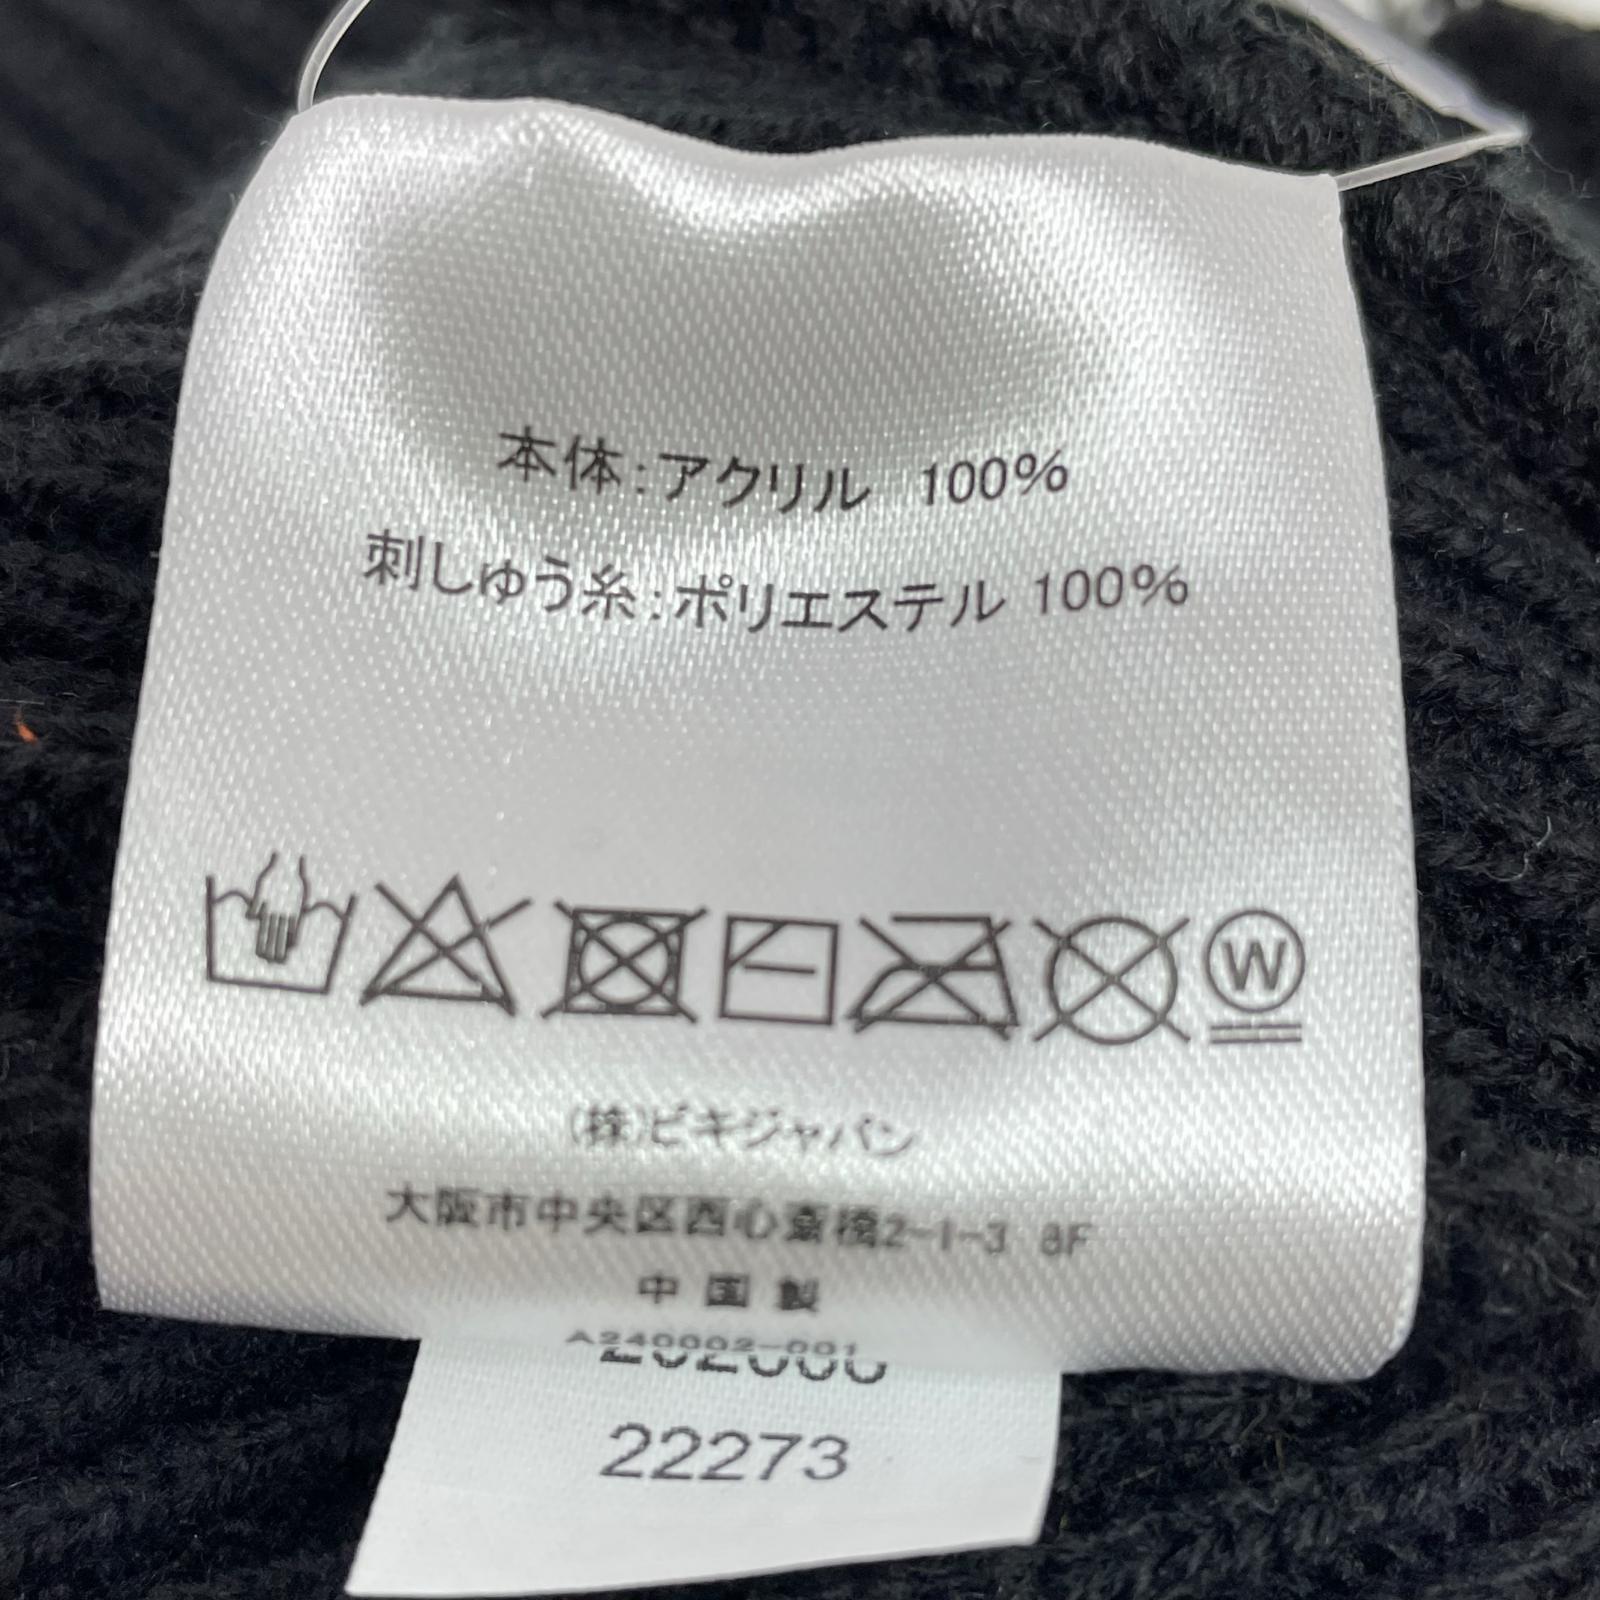 本体:アクリル 100%
刺しゅう糸:ポリエステル 100%
W
(株)ビキジャパン
大阪市中央区西心斎橋2-1-3 8F
中国製
A240002-001
22273